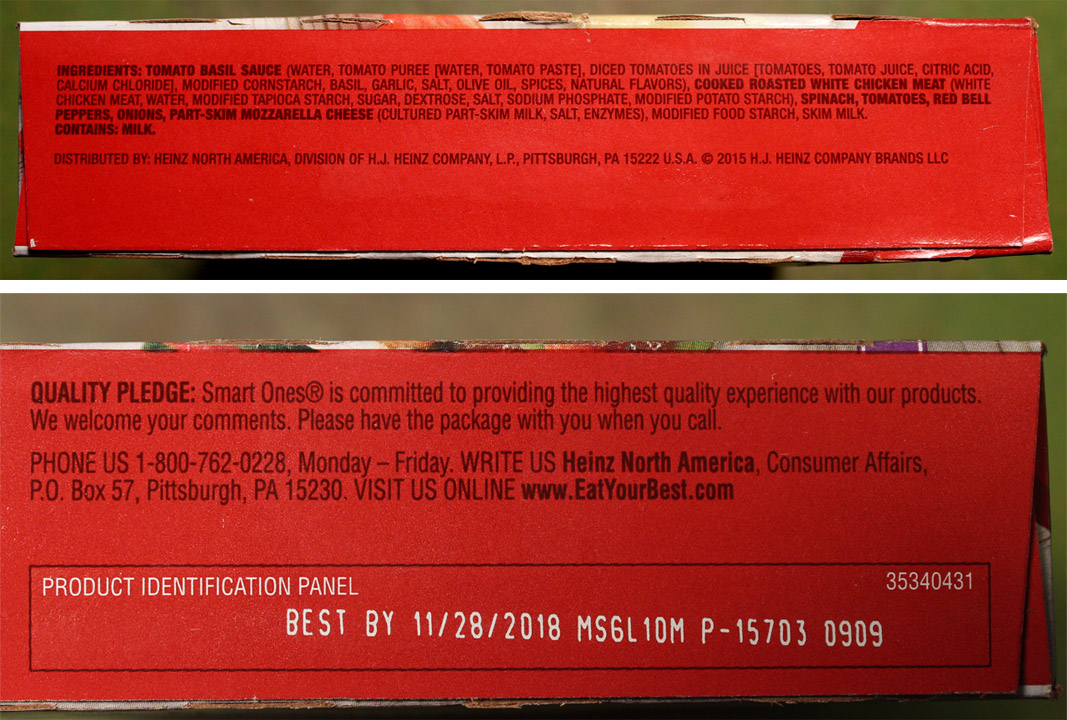 INGREDIENTS: TOMATO BASIL SAUCE (WATER, TOMATO PUREE [WATER, TOMATO PASTE], DICED TOMATOES IN JUICE [TOMATOES, TOMATO JUICE, CITRIC ACID,
CALCIUM CHLORIDE], MODIFIED CORNSTARCH, BASIL, GARLIC, SALT, OLIVE OIL, SPICES, NATURAL FLAVORS), COOKED ROASTED WHITE CHICKEN MEAT (WHITE
CHICKEN MEAT, WATER, MODIFIED TAPIOCA STARCH, SUGAR, DEXTROSE, SALT, SODIUM PHOSPHATE, MODIFIED POTATO STARCH), SPINACH, TOMATOES, RED BELL
PEPPERS, ONIONS, PART-SKIM MOZZARELLA CHEESE (CULTURED PART-SKIM MILK, SALT, ENZYMES), MODIFIED FOOD STARCH, SKIM MILK.
CONTAINS: MILK.
DISTRIBUTED BY: HEINZ NORTH AMERICA, DIVISION OF H.J. HEINZ COMPANY, L.P., PITTSBURGH, PA 15222 U.S.A. © 2015 H.J. HEINZ COMPANY BRANDS LLC
QUALITY PLEDGE: Smart Ones® is committed to providing the highest quality experience with our products.
We welcome your comments. Please have the package with you when you call.
PHONE US 1-800-762-0228, Monday – Friday. WRITE US Heinz North America, Consumer Affairs,
P.O. Box 57, Pittsburgh, PA 15230. VISIT US ONLINE www.EatYourBest.com
PRODUCT IDENTIFICATION PANEL 35340431
BEST BY 11/28/2018 MS6L10M P-15703 0909